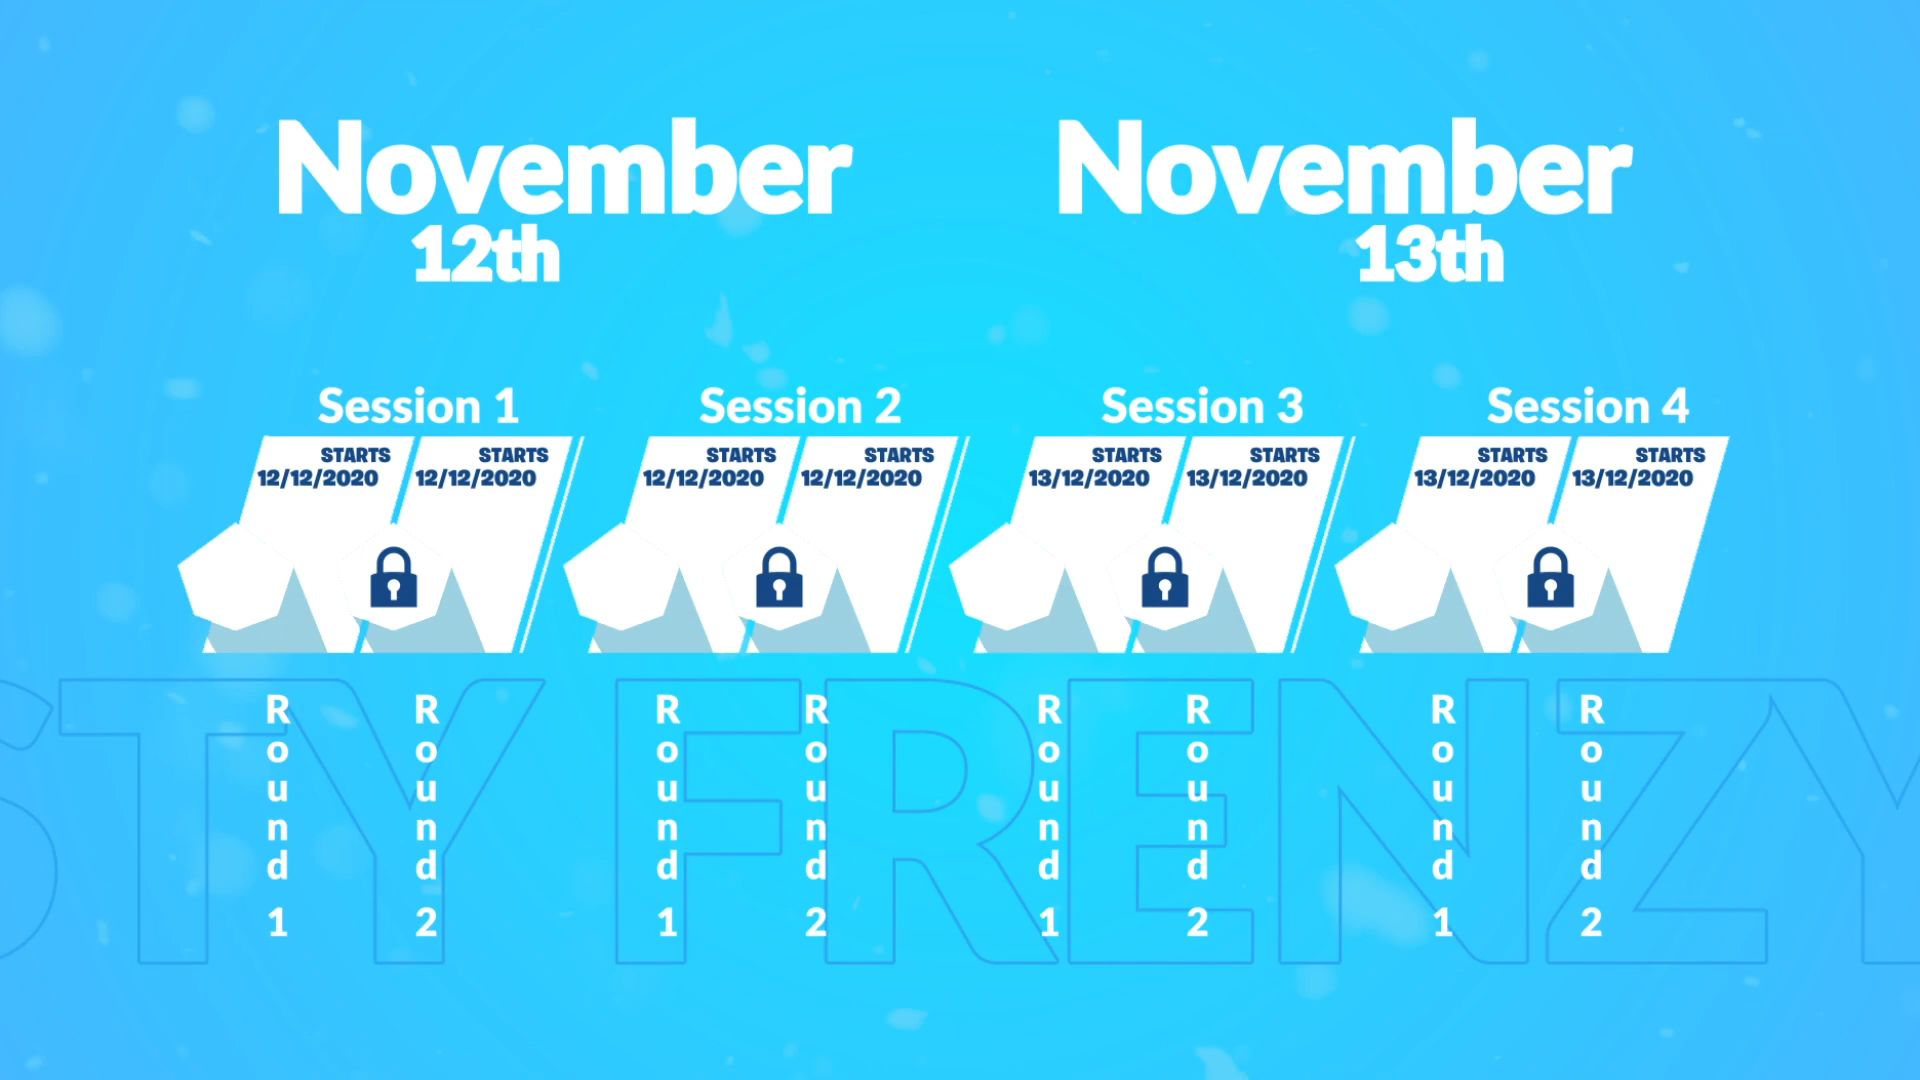 November
12th
November
13th
Session 1
Session 2
Session 3
Session 4
STARTS
12/12/2020
STARTS
12/12/2020
STARTS
12/12/2020
STARTS
12/12/2020
STARTS
13/12/2020
STARTS
13/12/2020
STARTS
13/12/2020
STARTS
13/12/2020
STY FRENZY
Round 1
Round 2
Round 1
Round 2
Round 1
Round 2
Round 1
Round 2